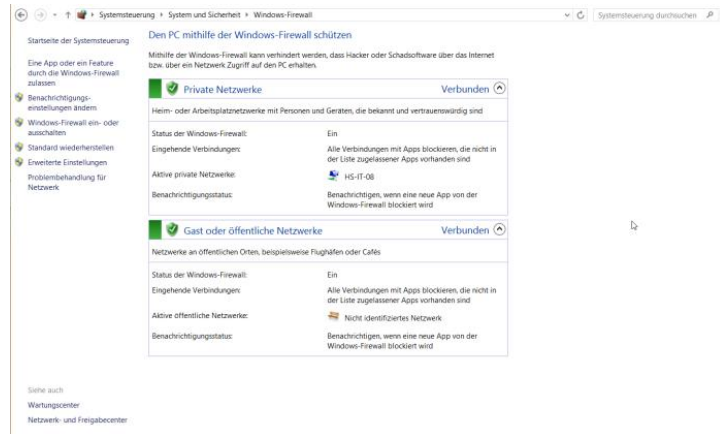 Systemsteuerung › System und Sicherheit › Windows-Firewall
Systemsteuerung durchsuchen
Startseite der Systemsteuerung
Eine App oder ein Feature
durch die Windows-Firewall
zulassen
Benachrichtigungs-
einstellungen ändern
Windows-Firewall ein- oder
ausschalten
Standard wiederherstellen
Erweiterte Einstellungen
Problembehandlung für
Netzwerk
Den PC mithilfe der Windows-Firewall schützen
Mithilfe der Windows-Firewall kann verhindert werden, dass Hacker oder Schadsoftware über das Internet
bzw. über ein Netzwerk Zugriff auf den PC erhalten.
Private Netzwerke Verbunden
Heim- oder Arbeitsplatznetzwerke mit Personen und Geräten, die bekannt und vertrauenswürdig sind
Status der Windows-Firewall: Ein
Eingehende Verbindungen: Alle Verbindungen mit Apps blockieren, die nicht in
der Liste zugelassener Apps vorhanden sind
Aktive private Netzwerke: HS-IT-08
Benachrichtigungsstatus: Benachrichtigen, wenn eine neue App von der
Windows-Firewall blockiert wird
Gast oder öffentliche Netzwerke Verbunden
Netzwerke an öffentlichen Orten, beispielsweise Flughäfen oder Cafés
Status der Windows-Firewall: Ein
Eingehende Verbindungen: Alle Verbindungen mit Apps blockieren, die nicht in
der Liste zugelassener Apps vorhanden sind
Aktive öffentliche Netzwerke: Nicht identifiziertes Netzwerk
Benachrichtigungsstatus: Benachrichtigen, wenn eine neue App von der
Windows-Firewall blockiert wird
Siehe auch
Wartungscenter
Netzwerk- und Freigabecenter